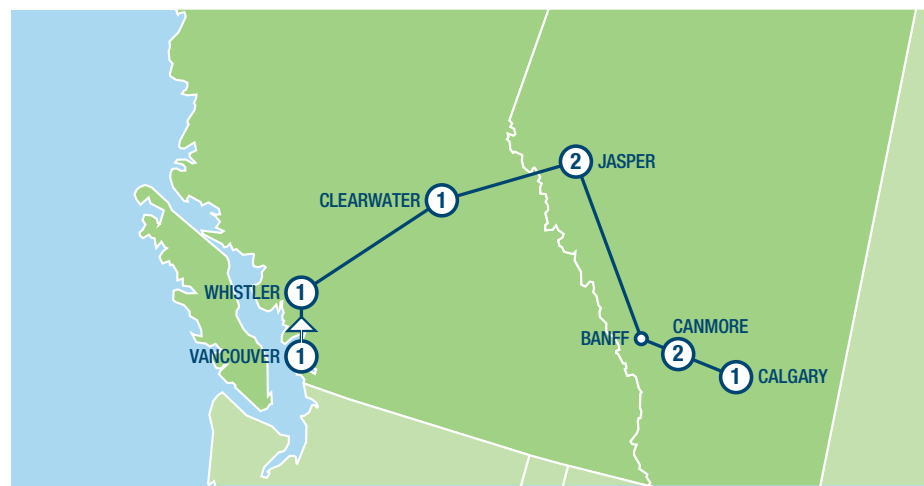 2 JASPER
CLEARWATER 1
WHISTLER 1
CANMORE
BANFF
2
VANCOUVER 1
1 CALGARY